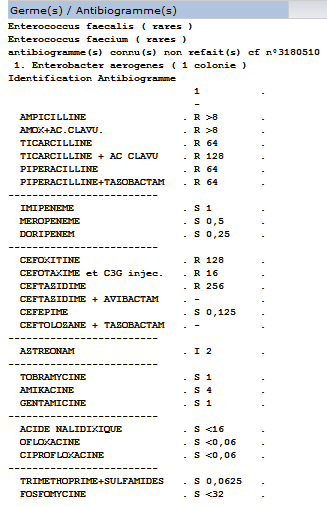 Germe(s) / Antibiogramme(s)
Enterococcus faecalis ( rares )
Enterococcus faecium ( rares )
antibiogramme(s) connu(s) non refait(s) cf n°3180510
1. Enterobacter aerogenes ( 1 colonie )
Identification Antibiogramme
1 .
-
AMPICILLINE . R >8 .
AMOX+AC.CLAVU. . R >8 .
TICARCILLINE . R 64 .
TICARCILLINE + AC CLAVU . R 128 .
PIPERACILLINE . R 64 .
PIPERACILLINE+TAZOBACTAM . R 64 .
-------------------------
IMIPENEME . S 1 .
MEROPENEME . S 0,5 .
DORIPENEM . S 0,25 .
-------------------------
CEFOXITINE . R 128 .
CEFOTAXIME et C3G injec. . R 16 .
CEFTAZIDIME . R 256 .
CEFTAZIDIME + AVIBACTAM . - .
CEFEPIME . S 0,125 .
CEFTOLOZANE + TAZOBACTAM . - .
-------------------------
AZTREONAM . I 2 .
-------------------------
TOBRAMYCINE . S 1 .
AMIKACINE . S 4 .
GENTAMICINE . S 1 .
-------------------------
ACIDE NALIDIXIQUE . S <16 .
OFLOXACINE . S <0,06 .
CIPROFLOXACINE . S <0,06 .
-------------------------
TRIMETHOPRIME+SULFAMIDES . S 0,0625 .
FOSFOMYCINE . S <32 .